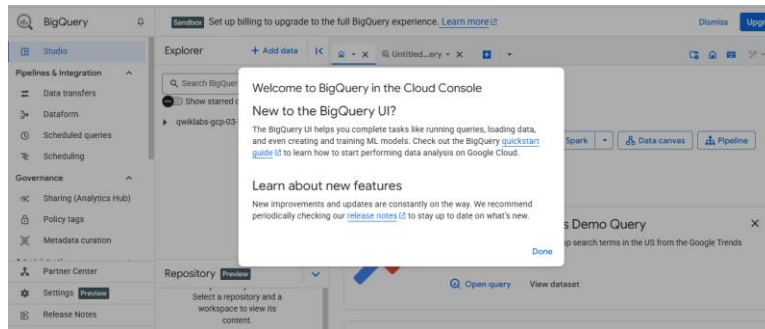 BigQuery
Sandbox Set up billing to upgrade to the full BigQuery experience. Learn more
Dismiss
Studio
Pipelines & Integration
Data transfers
Dataform
Scheduled queries
Scheduling
Governance
Sharing (Analytics Hub)
Policy tags
Metadata curation
Partner Center
Settings Preview
Release Notes
Explorer
+ Add data
Search BigQuer
Show starred
qwiklabs-gcp-03-
Repository Preview
Select a repository and a
workspace to view its
content.
Untitled...ery
Welcome to BigQuery in the Cloud Console
New to the BigQuery UI?
The BigQuery UI helps you complete tasks like running queries, loading data,
and even creating and training ML models. Check out the BigQuery quickstart
guide to learn how to start performing data analysis on Google Cloud.
Learn about new features
New improvements and updates are constantly on the way. We recommend
periodically checking our release notes to stay up to date on what's new.
Done
Spark
Data canvas
Pipeline
s Demo Query
op search terms in the US from the Google Trends
Open query
View dataset